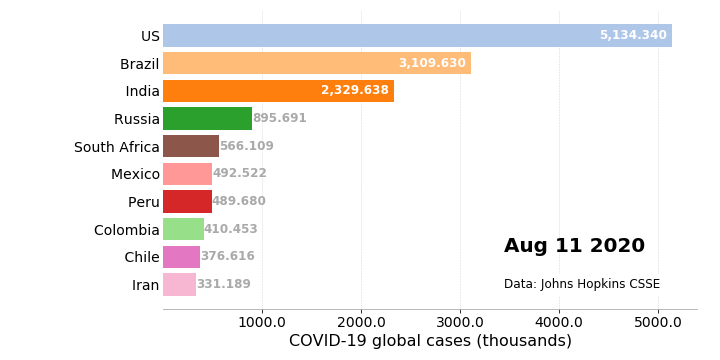 US 5,134.340
Brazil 3,109.630
India 2,329.638
Russia 895.691
South Africa 566.109
Mexico 492.522
Peru 489.680
Colombia 410.453
Chile 376.616
Iran 331.189
Aug 11 2020
Data: Johns Hopkins CSSE
1000.0 2000.0 3000.0 4000.0 5000.0
COVID-19 global cases (thousands)